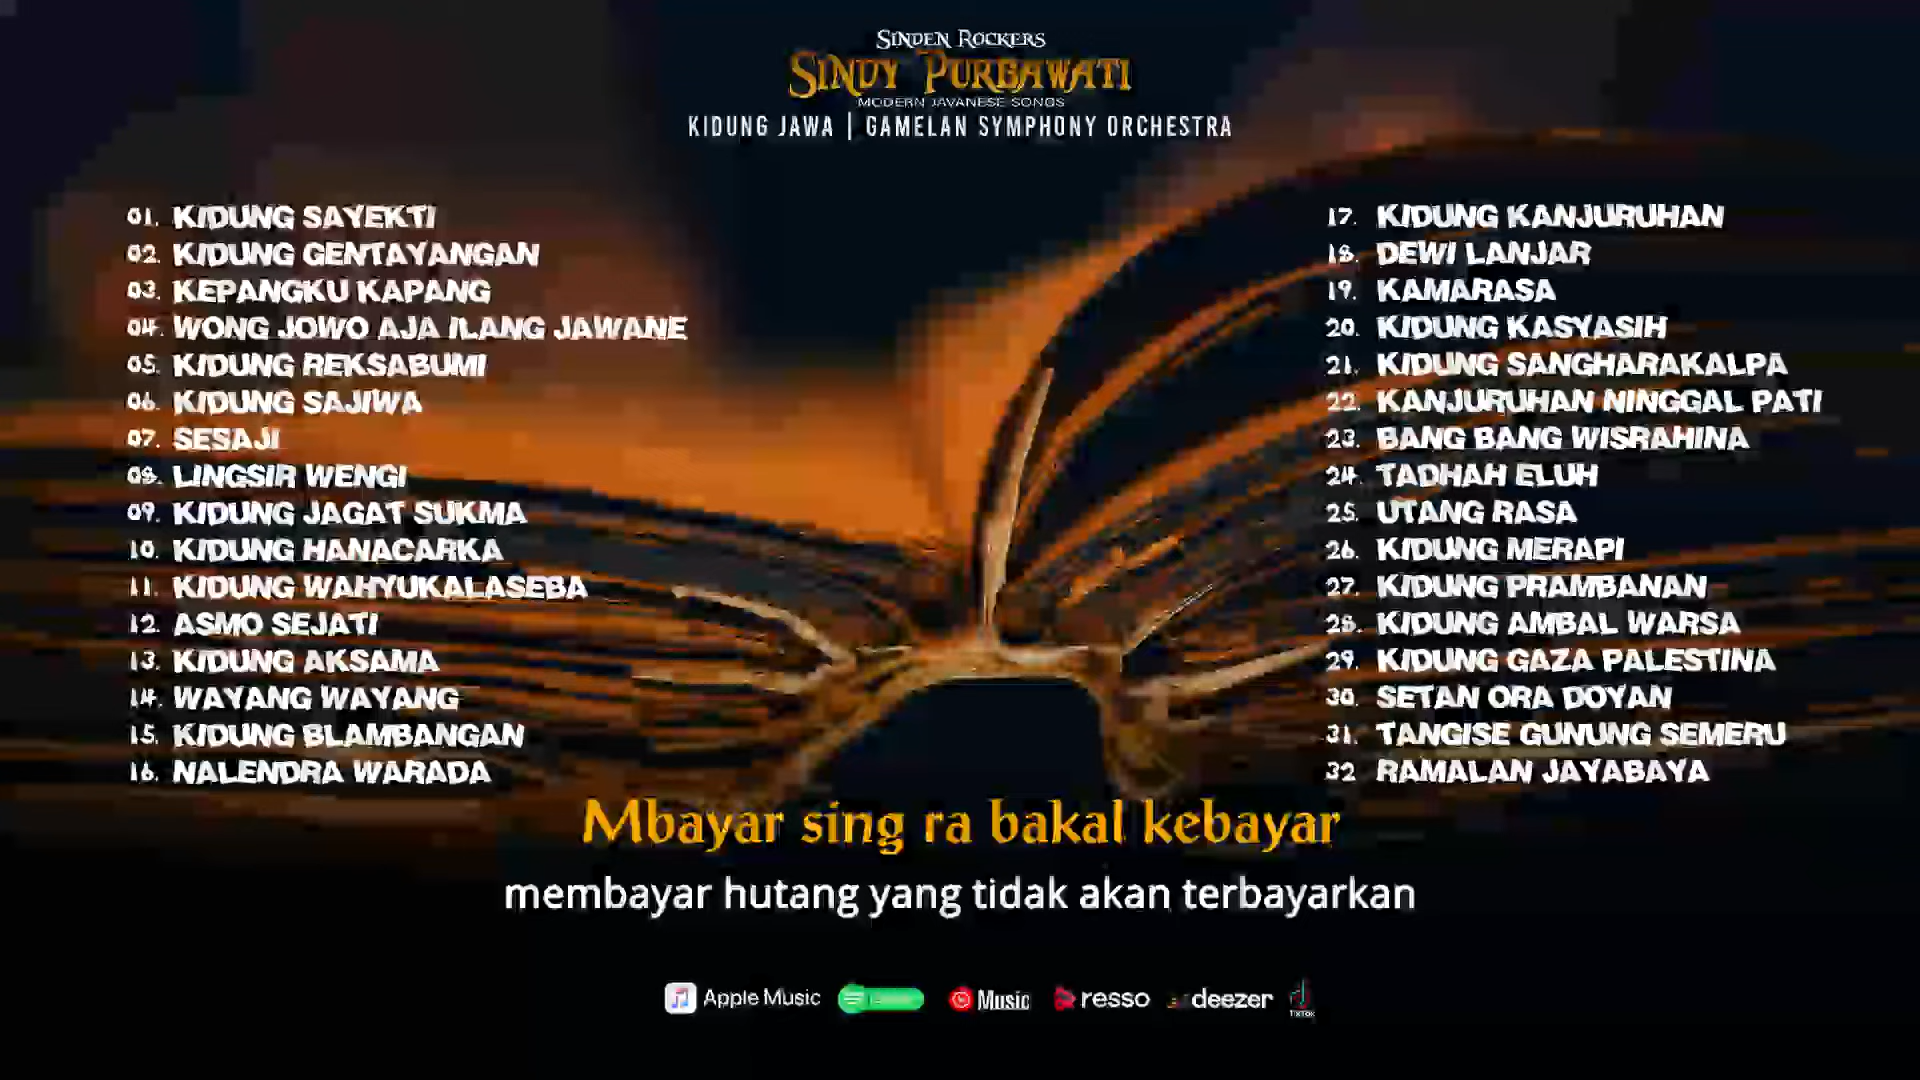 SINDEN ROCKERS
SINDY PURBAWATI
MODERN JAVANESE SONGS
KIDUNG JAWA | GAMELAN SYMPHONY ORCHESTRA
01. KIDUNG SAYEKTI
02. KIDUNG GENTAYANGAN
03. KEPANGKU KAPANG
04. WONG JOWO AJA ILANG JAWANE
05. KIDUNG REKSABUMI
06. KIDUNG SAJIWA
07. SESAJI
08. LINGSIR WENGI
09. KIDUNG JAGAT SUKMA
10. KIDUNG HANACARKA
11. KIDUNG WAHYUKALASEBA
12. ASMO SEJATI
13. KIDUNG AKSAMA
14. WAYANG WAYANG
15. KIDUNG BLAMBANGAN
16. NALENDRA WARADA
17. KIDUNG KANJURUHAN
18. DEWI LANJAR
19. KAMARASA
20. KIDUNG KASYASIH
21. KIDUNG SANGHARAKALPA
22. KANJURUHAN NINGGAL PATI
23. BANG BANG WISRAHINA
24. TADHAH ELUH
25. UTANG RASA
26. KIDUNG MERAPI
27. KIDUNG PRAMBANAN
28. KIDUNG AMBAL WARSA
29. KIDUNG GAZA PALESTINA
30. SETAN ORA DOYAN
31. TANGISE GUNUNG SEMERU
32 RAMALAN JAYABAYA
Mbayar sing ra bakal kebayar
membayar hutang yang tidak akan terbayarkan
Apple Music
Music
resso
deezer
TikTok